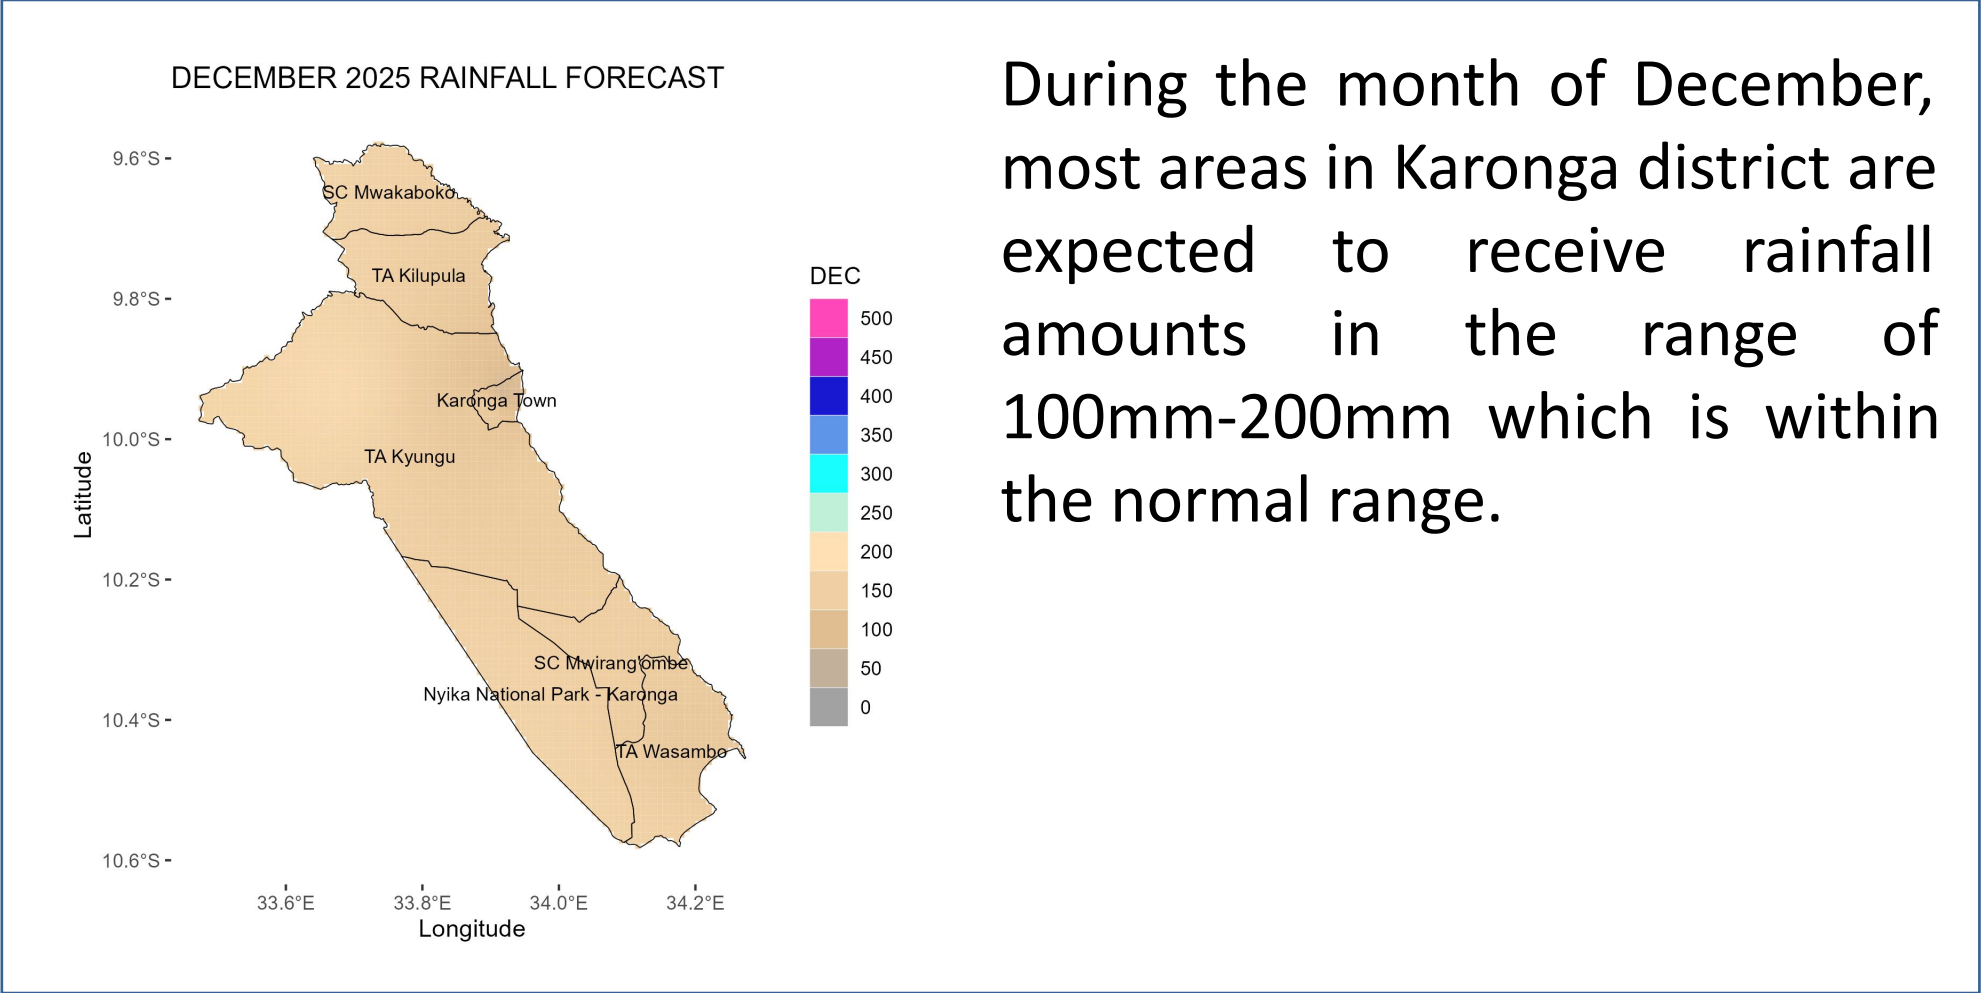 DECEMBER 2025 RAINFALL FORECAST
9.6°S
9.8°S
10.0°S
10.2°S
10.4°S
10.6°S
Latitude
SC Mwakaboko
TA Kilupula
Karonga Town
TA Kyungu
SC Mwirang'ombe
Nyika National Park - Karonga
TA Wasambo
33.6°E
33.8°E
34.0°E
34.2°E
Longitude
DEC
500
450
400
350
300
250
200
150
100
50
0
During the month of December,
most areas in Karonga district are
expected to receive rainfall
amounts in the range of
100mm-200mm which is within
the normal range.